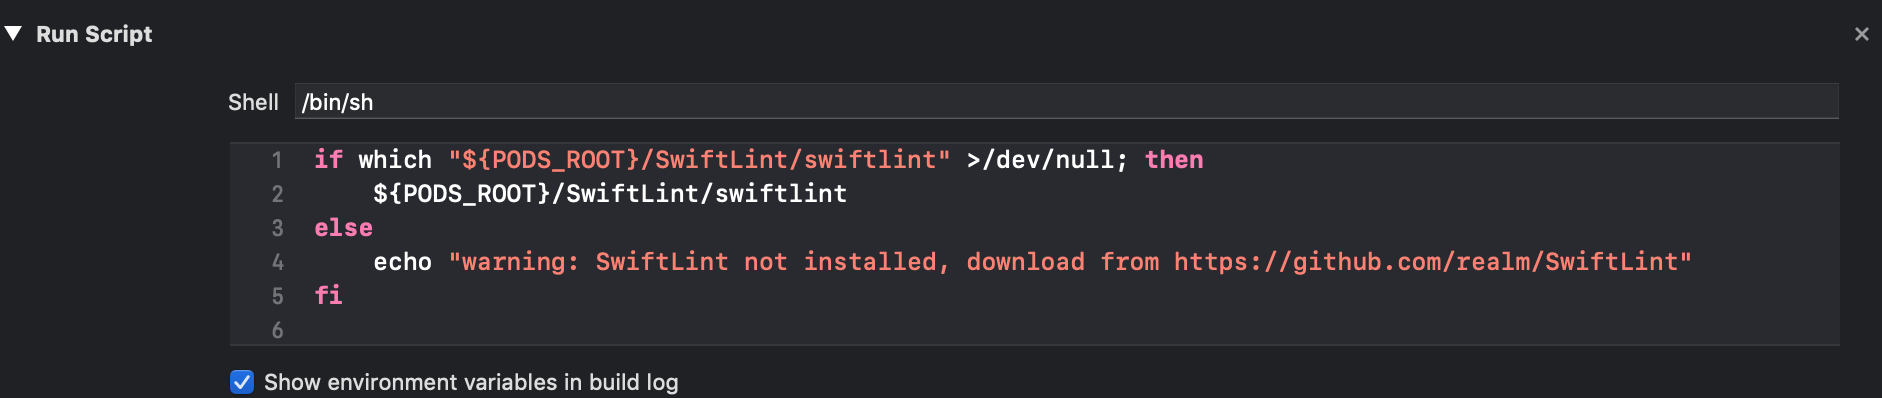 Run Script
Shell /bin/sh
1 if which "${PODS_ROOT}/SwiftLint/swiftlint" >/dev/null; then
2 ${PODS_ROOT}/SwiftLint/swiftlint
3 else
4 echo "warning: SwiftLint not installed, download from https://github.com/realm/SwiftLint"
5 fi
6
Show environment variables in build log